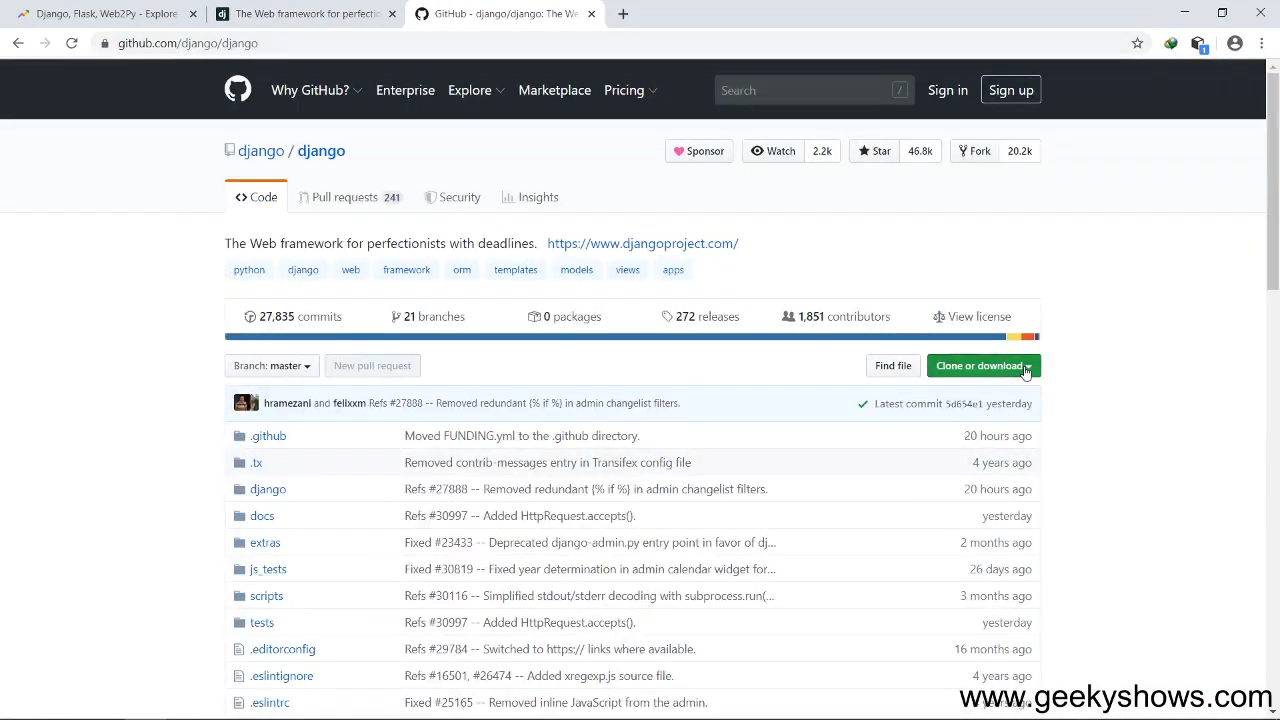 Django, Flask, Web2Py - Explore
The Web framework for perfectio
GitHub - django/django: The We
github.com/django/django
1
Why GitHub? Enterprise Explore Marketplace Pricing Search / Sign in Sign up
django / django Sponsor Watch 2.2k Star 46.8k Fork 20.2k
Code Pull requests 241 Security Insights
The Web framework for perfectionists with deadlines. https://www.djangoproject.com/
python django web framework orm templates models views apps
27,835 commits 21 branches 0 packages 272 releases 1,851 contributors View license
Branch: master New pull request Find file Clone or download
hramezani and felixxm Refs #27888 -- Removed redundant {% if %} in admin changelist filters. Latest commit 5d654e1 yesterday
.github Moved FUNDING.yml to the .github directory. 20 hours ago
.tx Removed contrib-messages entry in Transifex config file 4 years ago
django Refs #27888 -- Removed redundant {% if %} in admin changelist filters. 20 hours ago
docs Refs #30997 -- Added HttpRequest.accepts(). yesterday
extras Fixed #23433 -- Deprecated django-admin.py entry point in favor of dj... 2 months ago
js_tests Fixed #30819 -- Fixed year determination in admin calendar widget for... 26 days ago
scripts Refs #30116 -- Simplified stdout/stderr decoding with subprocess.run(... 3 months ago
tests Refs #30997 -- Added HttpRequest.accepts(). yesterday
.editorconfig Refs #29784 -- Switched to https:// links where available. 16 months ago
.eslintignore Refs #16501, #26474 -- Added xregexp.js source file. 4 years ago
.eslintrc Fixed #25165 -- Removed inline JavaScript from the admin.
www.geekyshows.com